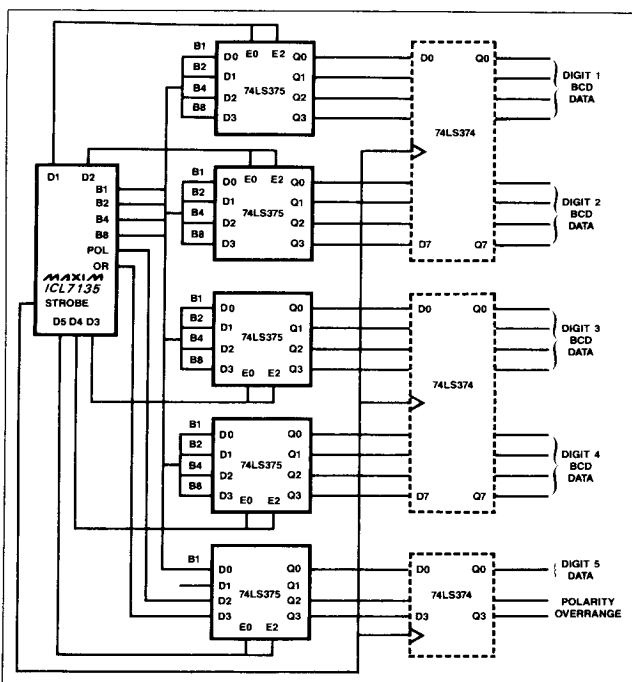 B1
B2
B4
B8
D0 E0 E2 Q0
D1 Q1
D2 Q2
D3 Q3
74LS375
D0 Q0
74LS374
DIGIT 1
BCD
DATA
D1 D2
B1
B2
B4
B8
POL
OR
MAXIM
ICL7135
STROBE
D5 D4 D3
B1
B2
B4
B8
E0 E2
D0 Q0
D1 Q1
74LS375
D2 Q2
D3 Q3
D7 Q7
DIGIT 2
BCD
DATA
B1
B2
B4
B8
D0 Q0
D1 Q1
74LS375
D2 Q2
D3 Q3
E0 E2
D0 Q0
74LS374
DIGIT 3
BCD
DATA
B1
B2
B4
B8
D0 Q0
D1 Q1
74LS375
D2 Q2
D3 Q3
E0 E2
D7 Q7
DIGIT 4
BCD
DATA
B1
D0 Q0
D1 Q1
74LS375
D2 Q2
D3 Q3
E0 E2
D0 Q0
74LS374
D3 Q3
DIGIT 5
DATA
POLARITY
OVERRANGE